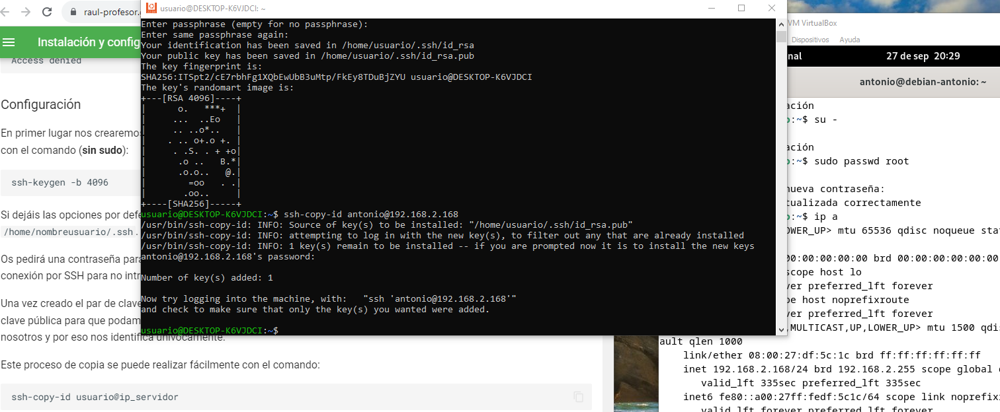 raul-profesor.
Instalación y config
Access denied
Configuración
En primer lugar nos crearemos
con el comando (sin sudo):
ssh-keygen -b 4096
Si dejáis las opciones por defe
/home/nombreusuario/.ssh.
Os pedirá una contraseña para
conexión por SSH para no intr
Una vez creado el par de clave
clave pública para que podam
nosotros y por eso nos identifica unívocamente.
Este proceso de copia se puede realizar fácilmente con el comando:
ssh-copy-id usuario@ip_servidor
usuario@DESKTOP-K6VJDCI: ~
Enter passphrase (empty for no passphrase):
Enter same passphrase again:
Your identification has been saved in /home/usuario/.ssh/id_rsa
Your public key has been saved in /home/usuario/.ssh/id_rsa.pub
The key fingerprint is:
SHA256:ITSpt2/cE7rbhFg1XQbEwUbB3uMtp/FkEy8TDuBjZYU usuario@DESKTOP-K6VJDCI
The key's randomart image is:
+---[RSA 4096]----+
|      o.   ***+  |
|     ...  ..Eo   |
|     .. ..o*..   |
|    . .. o+.o +. |
|     . .S. . + +o|
|      .o ..   B.*|
|      .o.o..   @.|
|        =oo   . .|
|       .oo..     |
+----[SHA256]-----+
usuario@DESKTOP-K6VJDCI:~$ ssh-copy-id antonio@192.168.2.168
/usr/bin/ssh-copy-id: INFO: Source of key(s) to be installed: "/home/usuario/.ssh/id_rsa.pub"
/usr/bin/ssh-copy-id: INFO: attempting to log in with the new key(s), to filter out any that are already installed
/usr/bin/ssh-copy-id: INFO: 1 key(s) remain to be installed -- if you are prompted now it is to install the new keys
antonio@192.168.2.168's password:
Number of key(s) added: 1
Now try logging into the machine, with:   "ssh 'antonio@192.168.2.168'"
and check to make sure that only the key(s) you wanted were added.
usuario@DESKTOP-K6VJDCI:~$
VM VirtualBox
Dispositivos Ayuda
nal 27 de sep 20:29
antonio@debian-antonio: ~
ación
:~$ su -
ación
:~$ sudo passwd root
nueva contraseña:
tualizada correctamente
:~$ ip a
OWER_UP> mtu 65536 qdisc noqueue sta
00:00:00:00:00 brd 00:00:00:00:00:00
scope host lo
ver preferred_lft forever
pe host noprefixroute
ver preferred_lft forever
,MULTICAST,UP,LOWER_UP> mtu 1500 qdi
ault qlen 1000
link/ether 08:00:27:df:5c:1c brd ff:ff:ff:ff:ff:ff
inet 192.168.2.168/24 brd 192.168.2.255 scope global
valid_lft 335sec preferred_lft 335sec
inet6 fe80::a00:27ff:fedf:5c1c/64 scope link noprefix
valid_lft forever preferred_lft forever